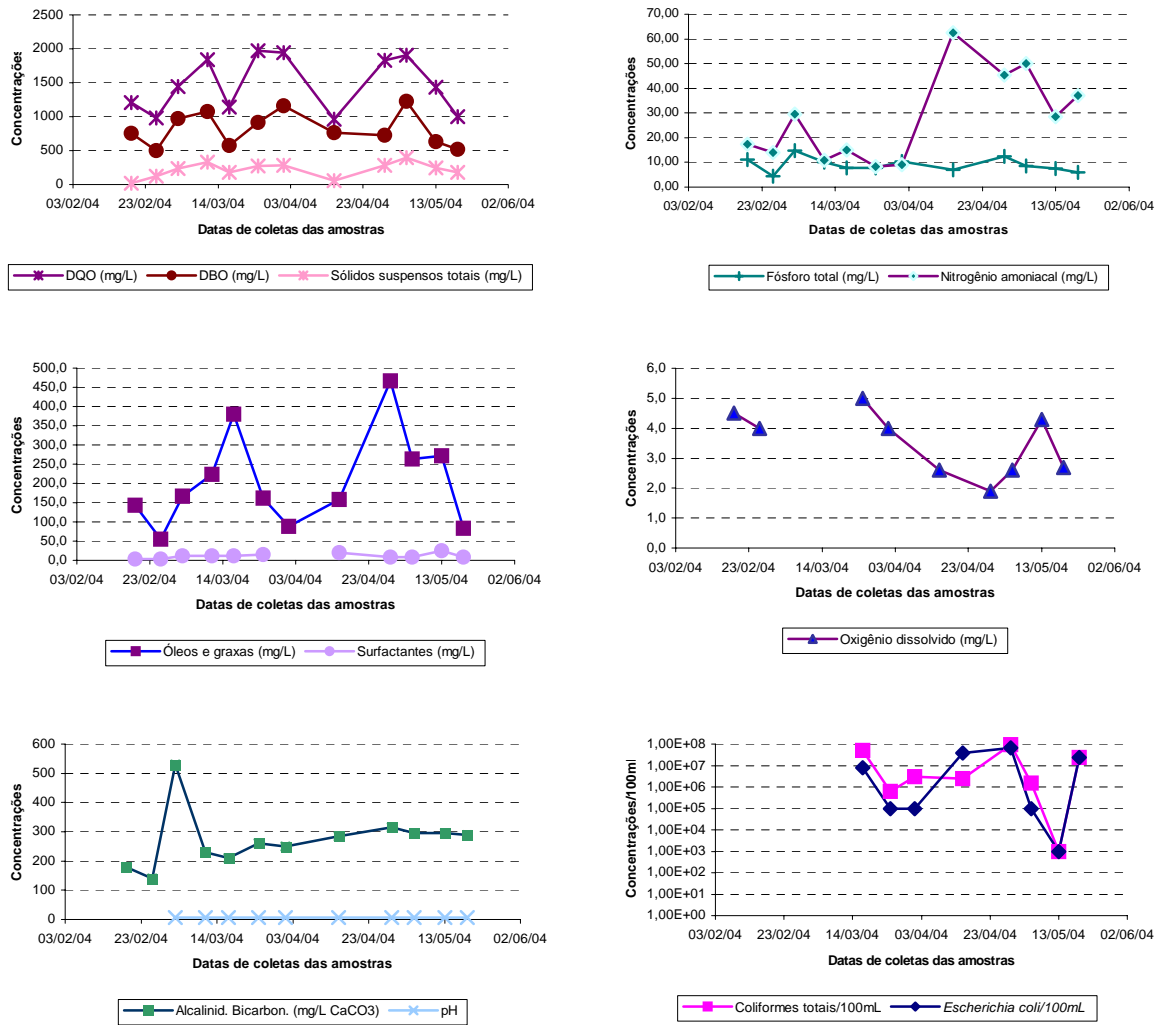 Concentrações
2500
2000
1500
1000
500
0
03/02/04 23/02/04 14/03/04 03/04/04 23/04/04 13/05/04 02/06/04
Datas de coletas das amostras
DQO (mg/L) DBO (mg/L) Sólidos suspensos totais (mg/L)
Concentrações
70,00
60,00
50,00
40,00
30,00
20,00
10,00
0,00
03/02/04 23/02/04 14/03/04 03/04/04 23/04/04 13/05/04 02/06/04
Datas de coletas das amostras
Fósforo total (mg/L) Nitrogênio amoniacal (mg/L)
Concentrações
500,0
450,0
400,0
350,0
300,0
250,0
200,0
150,0
100,0
50,0
0,0
03/02/04 23/02/04 14/03/04 03/04/04 23/04/04 13/05/04 02/06/04
Datas de coletas das amostras
Óleos e graxas (mg/L) Surfactantes (mg/L)
Concentrações
6,0
5,0
4,0
3,0
2,0
1,0
0,0
03/02/04 23/02/04 14/03/04 03/04/04 23/04/04 13/05/04 02/06/04
Datas de coletas das amostras
Oxigênio dissolvido (mg/L)
Concentrações
600
500
400
300
200
100
0
03/02/04 23/02/04 14/03/04 03/04/04 23/04/04 13/05/04 02/06/04
Datas de coletas das amostras
Alcalinid. Bicarbon. (mg/L CaCO3) pH
Concentrações/100ml
1,00E+08
1,00E+07
1,00E+06
1,00E+05
1,00E+04
1,00E+03
1,00E+02
1,00E+01
1,00E+00
03/02/04 23/02/04 14/03/04 03/04/04 23/04/04 13/05/04 02/06/04
Datas de coletas das amostras
Coliformes totais/100mL Escherichia coli/100mL